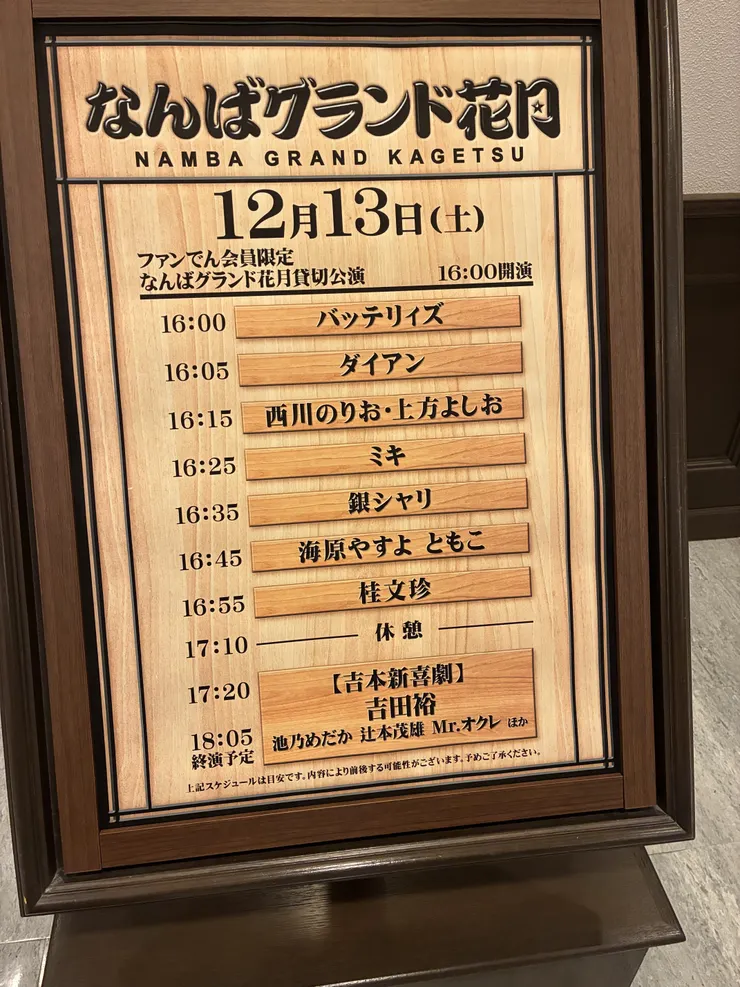 なんばグランド花月
NAMBA GRAND KAGETSU
12月13日(土)
ファンでん会員限定
なんばグランド花月貸切公演 16:00開演
16:00 バッテリィズ
16:05 ダイアン
16:15 西川のりお・上方よしお
16:25 ミキ
16:35 銀シャリ
16:45 海原やすよ ともこ
16:55 桂文珍
17:10 休憩
17:20 【吉本新喜劇】
吉田裕
18:05 池乃めだか 辻本茂雄 Mr.オクレ ほか
終演予定
上記スケジュールは目安です。内容により前後する可能性がございます。予めご了承ください。